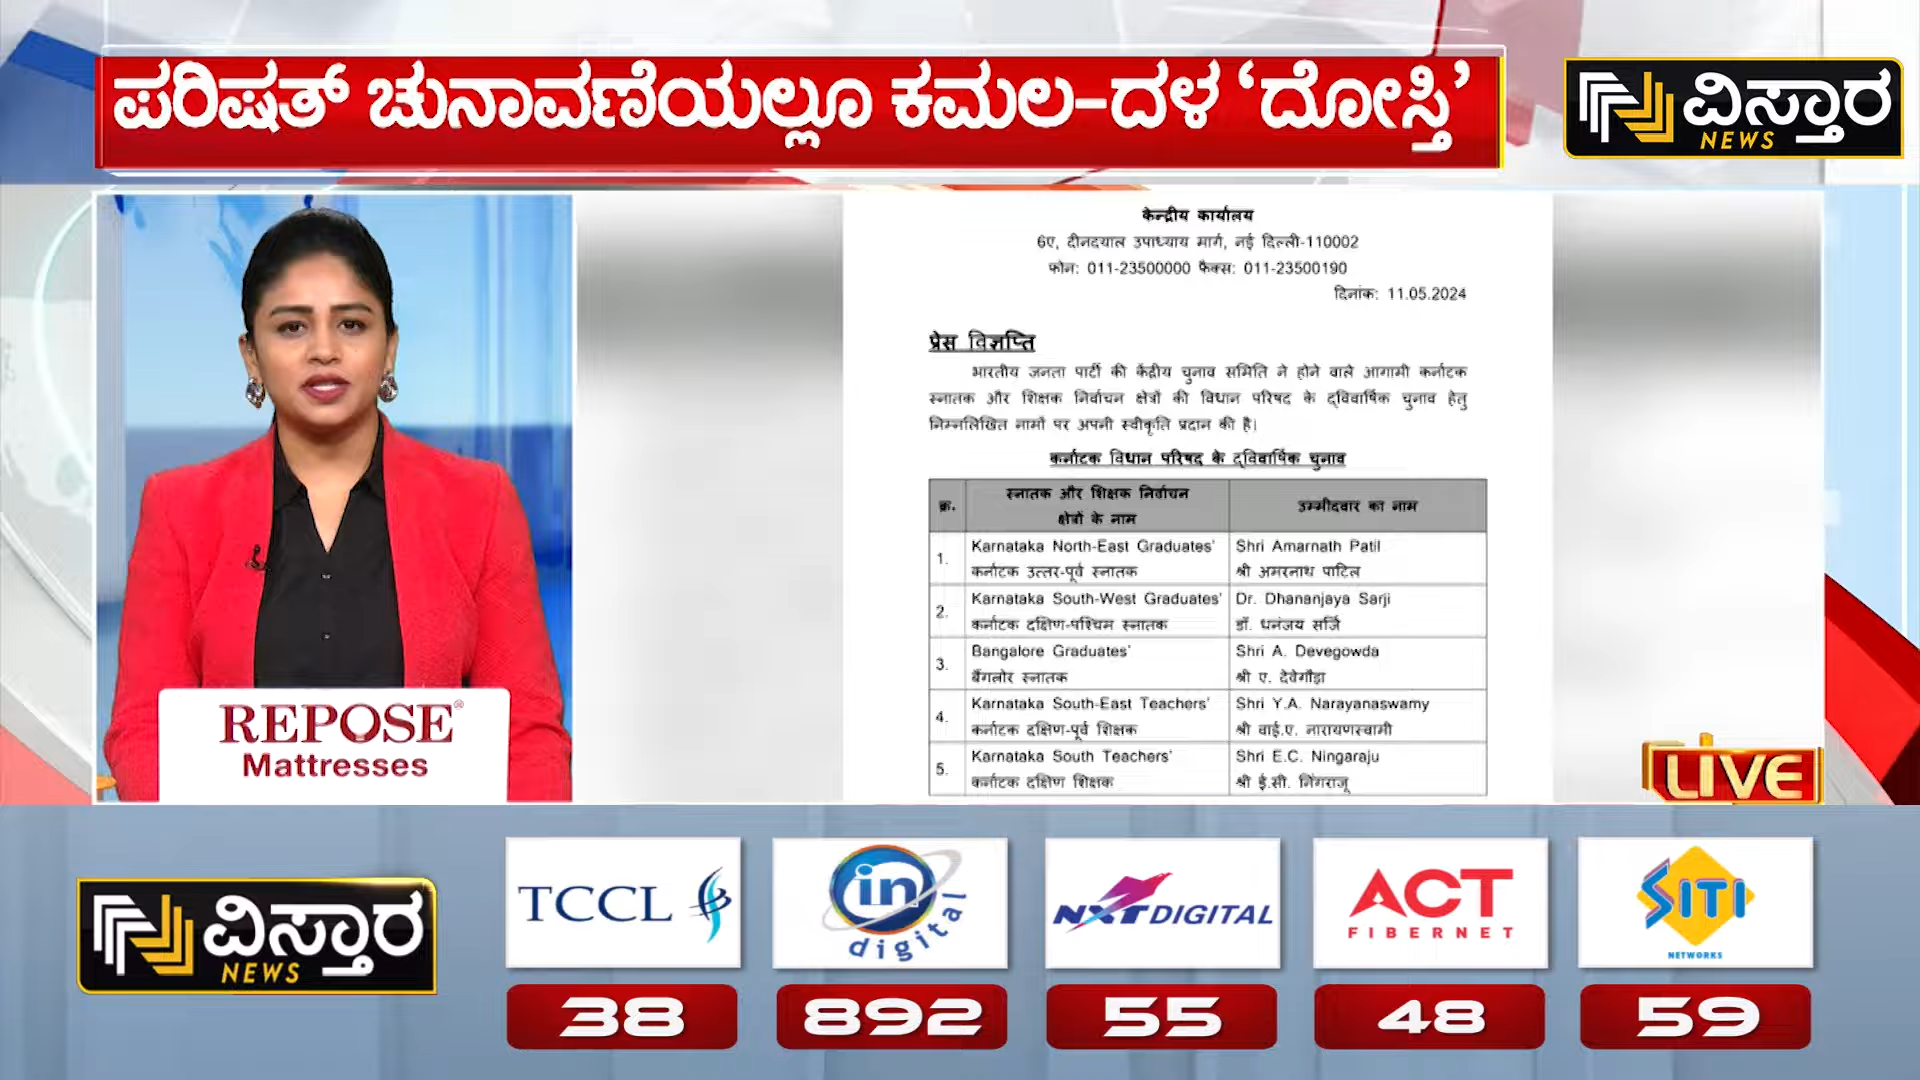 ಪರಿಷತ್ ಚುನಾವಣೆಯಲ್ಲೂ ಕಮಲ-ದಳ ‘ದೋಸ್ತಿ’
ವಿಸ್ತಾರ
NEWS
केन्द्रीय कार्यालय
6ए, दीनदयाल उपाध्याय मार्ग, नई दिल्ली-110002
फोन: 011-23500000 फैक्स: 011-23500190
दिनांक: 11.05.2024
प्रेस विज्ञप्ति
भारतीय जनता पार्टी की केंद्रीय चुनाव समिति ने होने वाले आगामी कर्नाटक
स्नातक और शिक्षक निर्वाचन क्षेत्रों की विधान परिषद के द्विवार्षिक चुनाव हेतु
निम्नलिखित नामों पर अपनी स्वीकृति प्रदान की है।
कर्नाटक विधान परिषद के द्विवार्षिक चुनाव
क्र. स्नातक और शिक्षक निर्वाचन क्षेत्रों के नाम उम्मीदवार का नाम
1. Karnataka North-East Graduates' Shri Amarnath Patil
कर्नाटक उत्तर-पूर्व स्नातक श्री अमरनाथ पाटिल
2. Karnataka South-West Graduates' Dr. Dhananjaya Sarji
कर्नाटक दक्षिण-पश्चिम स्नातक डॉ. धनंजय सर्जि
3. Bangalore Graduates' Shri A. Devegowda
बैंगलोर स्नातक श्री ए. देवेगौड़ा
4. Karnataka South-East Teachers' Shri Y.A. Narayanaswamy
कर्नाटक दक्षिण-पूर्व शिक्षक श्री वाई.ए. नारायणस्वामी
5. Karnataka South Teachers' Shri E.C. Ningaraju
कर्नाटक दक्षिण शिक्षक श्री ई.सी. निंगराजू
REPOSE®
Mattresses
LIVE
ವಿಸ್ತಾರ
NEWS
TCCL
in digital
NXTDIGITAL
ACT
FIBERNET
SITI
NETWORKS
38
892
55
48
59